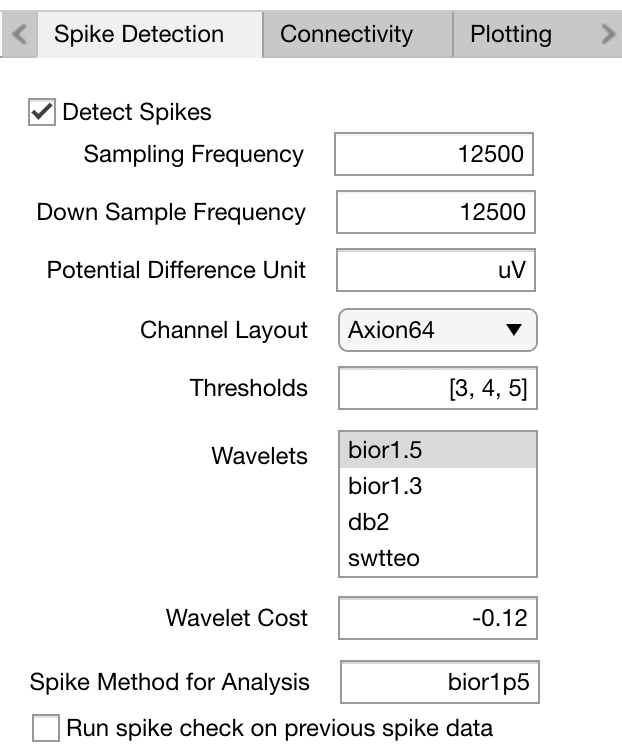 Spike Detection Connectivity Plotting
Detect Spikes
Sampling Frequency 12500
Down Sample Frequency 12500
Potential Difference Unit uV
Channel Layout Axion64
Thresholds [3, 4, 5]
Wavelets bior1.5
bior1.3
db2
swtteo
Wavelet Cost -0.12
Spike Method for Analysis bior1p5
Run spike check on previous spike data